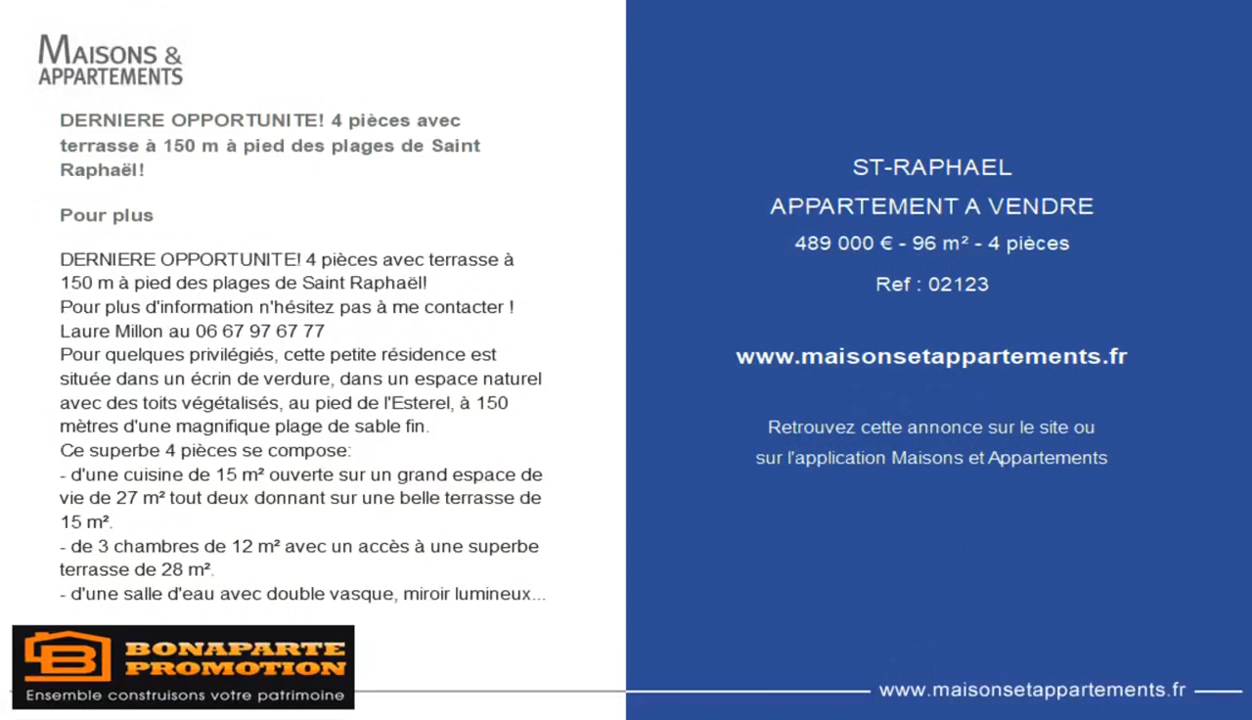 MAISONS &
APPARTEMENTS
DERNIERE OPPORTUNITE! 4 pièces avec
terrasse à 150 m à pied des plages de Saint
Raphaël!
Pour plus
DERNIERE OPPORTUNITE! 4 pièces avec terrasse à
150 m à pied des plages de Saint Raphaël!
Pour plus d'information n'hésitez pas à me contacter !
Laure Millon au 06 67 97 67 77
Pour quelques privilégiés, cette petite résidence est
située dans un écrin de verdure, dans un espace naturel
avec des toits végétalisés, au pied de l'Esterel, à 150
mètres d'une magnifique plage de sable fin.
Ce superbe 4 pièces se compose:
- d'une cuisine de 15 m² ouverte sur un grand espace de
vie de 27 m² tout deux donnant sur une belle terrasse de
15 m².
- de 3 chambres de 12 m² avec un accès à une superbe
terrasse de 28 m².
- d'une salle d'eau avec double vasque, miroir lumineux...
BONAPARTE
PROMOTION
Ensemble construisons votre patrimoine
ST-RAPHAEL
APPARTEMENT A VENDRE
489 000 € - 96 m² - 4 pièces
Ref : 02123
www.maisonsetappartements.fr
Retrouvez cette annonce sur le site ou
sur l'application Maisons et Appartements
www.maisonsetappartements.fr